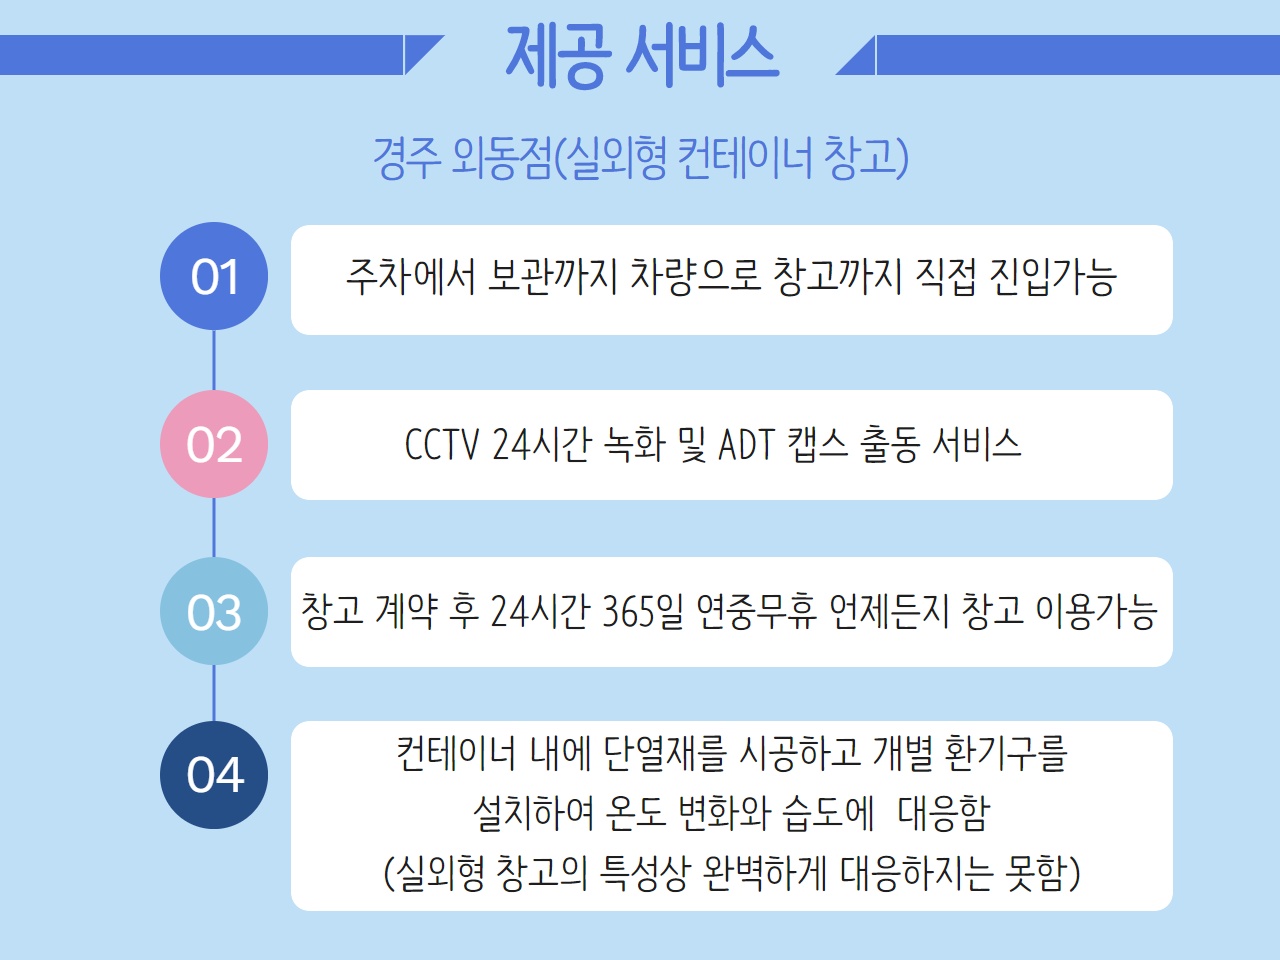 제공 서비스
경주 외동점(실외형 컨테이너 창고)
01
주차에서 보관까지 차량으로 창고까지 직접 진입가능
02
CCTV 24시간 녹화 및 ADT 캡스 출동 서비스
03
창고 계약 후 24시간 365일 연중무휴 언제든지 창고 이용가능
04
컨테이너 내에 단열재를 시공하고 개별 환기구를
설치하여 온도 변화와 습도에  대응함
(실외형 창고의 특성상 완벽하게 대응하지는 못함)